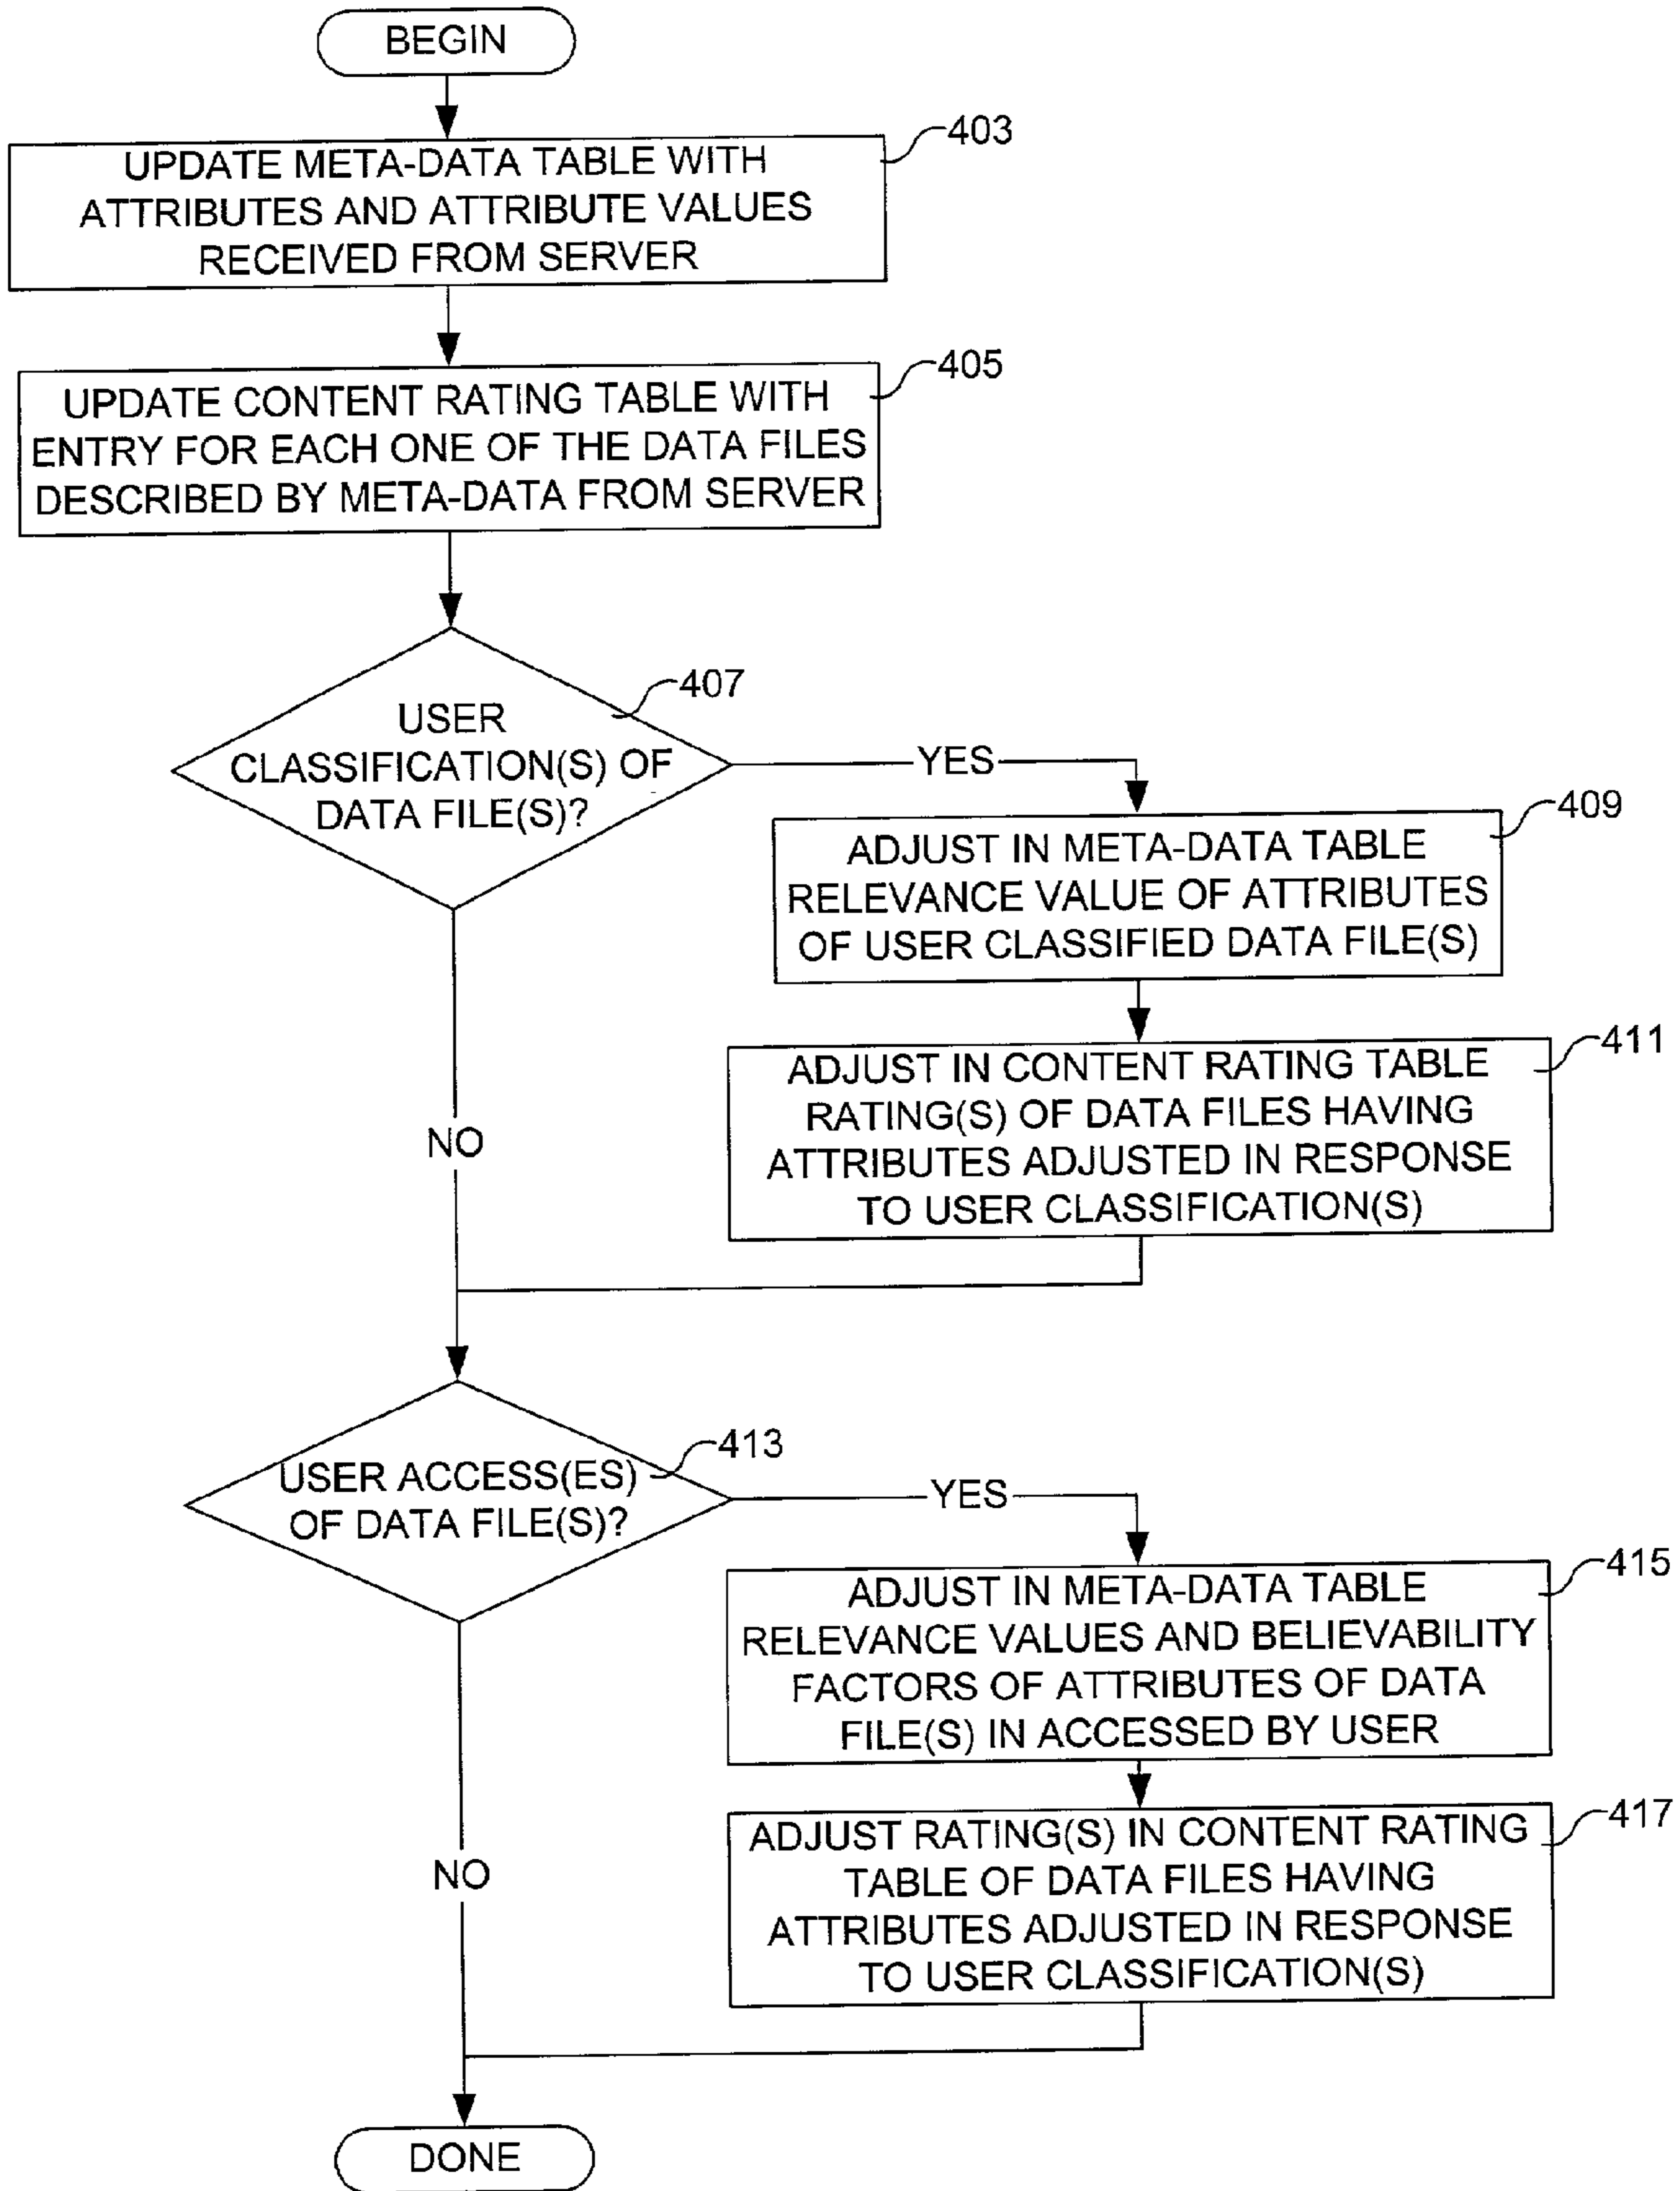 BEGIN
403
UPDATE META-DATA TABLE WITH
ATTRIBUTES AND ATTRIBUTE VALUES
RECEIVED FROM SERVER
405
UPDATE CONTENT RATING TABLE WITH
ENTRY FOR EACH ONE OF THE DATA FILES
DESCRIBED BY META-DATA FROM SERVER
407
USER
CLASSIFICATION(S) OF
DATA FILE(S)?
YES
409
ADJUST IN META-DATA TABLE
RELEVANCE VALUE OF ATTRIBUTES
OF USER CLASSIFIED DATA FILE(S)
411
ADJUST IN CONTENT RATING TABLE
RATING(S) OF DATA FILES HAVING
ATTRIBUTES ADJUSTED IN RESPONSE
TO USER CLASSIFICATION(S)
NO
413
USER ACCESS(ES)
OF DATA FILE(S)?
YES
415
ADJUST IN META-DATA TABLE
RELEVANCE VALUES AND BELIEVABILITY
FACTORS OF ATTRIBUTES OF DATA
FILE(S) IN ACCESSED BY USER
417
ADJUST RATING(S) IN CONTENT RATING
TABLE OF DATA FILES HAVING
ATTRIBUTES ADJUSTED IN RESPONSE
TO USER CLASSIFICATION(S)
NO
DONE